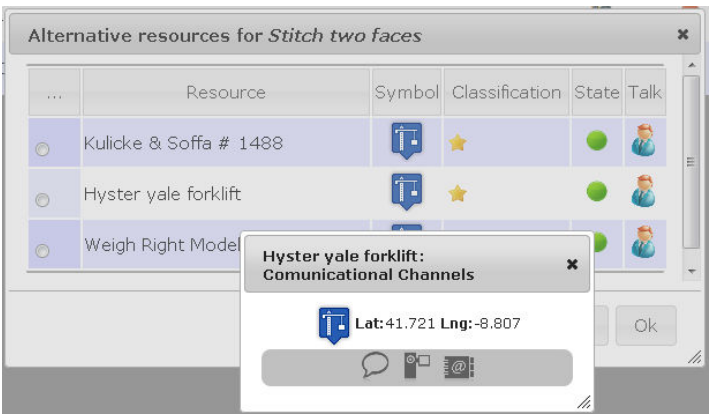 Alternative resources for Stitch two faces
... Resource Symbol Classification State Talk
Kulicke & Soffa # 1488
Hyster yale forklift
Weigh Right Model
Hyster yale forklift:
Comunicational Channels
Lat:41.721 Lng:-8.807
@
Ok